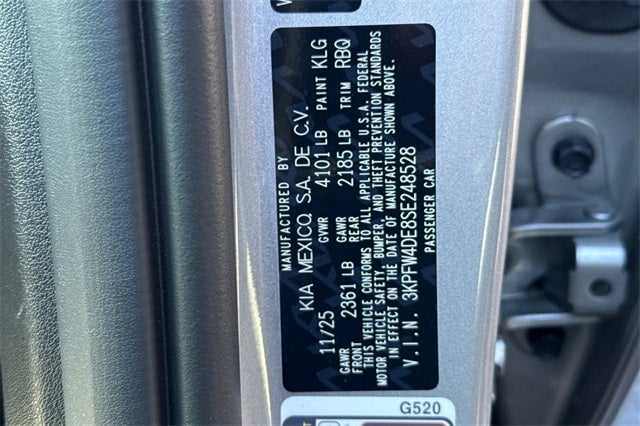 MANUFACTURED BY
KIA MEXICO, S.A. DE C.V.
11/25 GVWR 4101 LB PAINT KLG
GAWR FRONT 2361 LB GAWR REAR 2185 LB TRIM RBQ
THIS VEHICLE CONFORMS TO ALL APPLICABLE U.S.A. FEDERAL
MOTOR VEHICLE SAFETY, BUMPER, AND THEFT PREVENTION STANDARDS
IN EFFECT ON THE DATE OF MANUFACTURE SHOWN ABOVE.
V.I.N. 3KPFW4DE8SE248528
PASSENGER CAR
G520